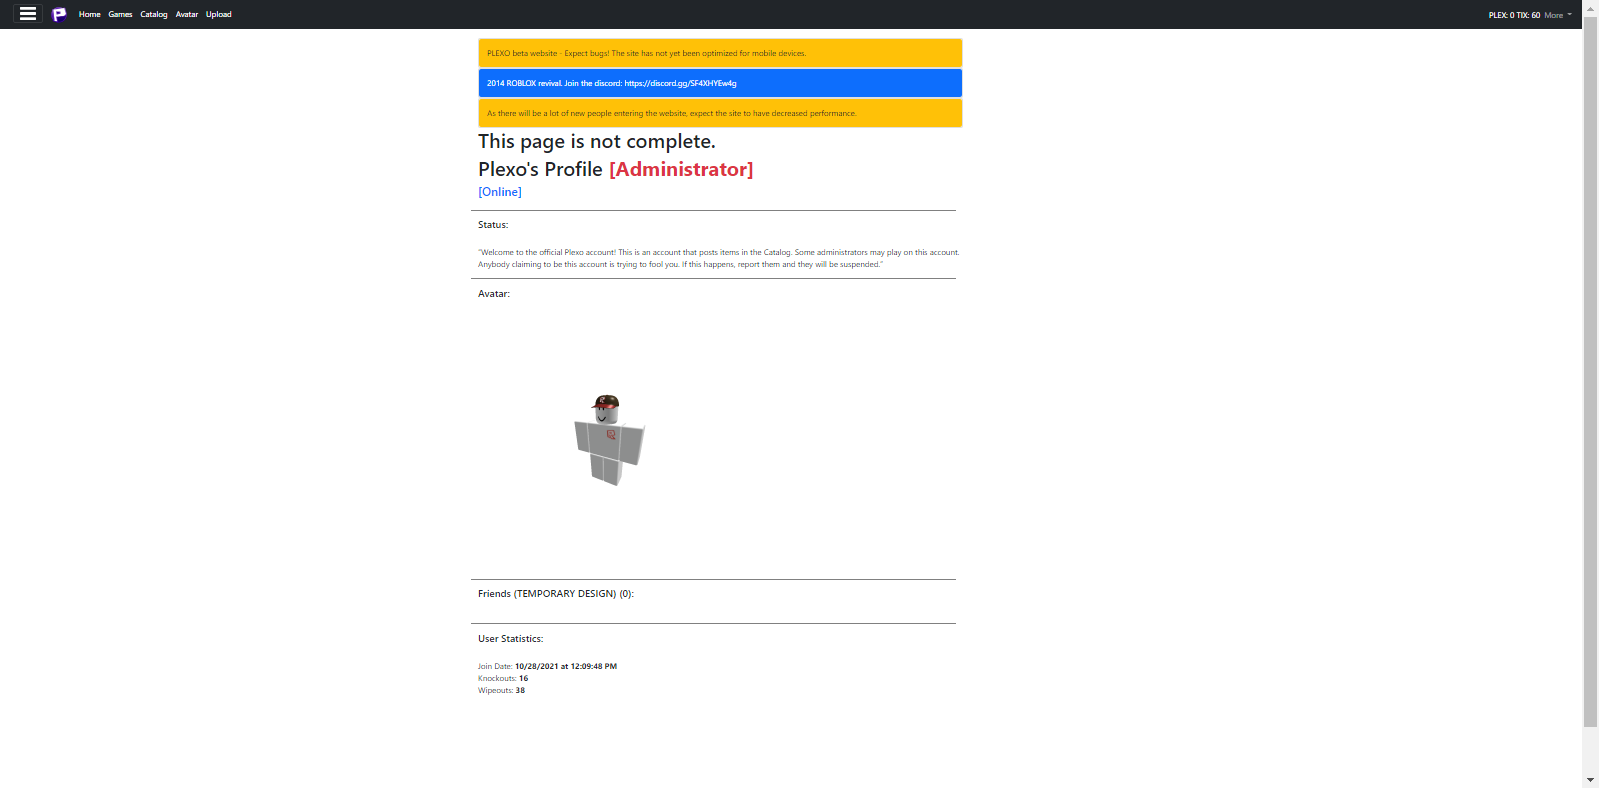 Home Games Catalog Avatar Upload PLEX: 0 TIX: 60 More
PLEXO beta website - Expect bugs! The site has not yet been optimized for mobile devices.
2014 ROBLOX revival. Join the discord: https://discord.gg/SF4XHYEw4g
As there will be a lot of new people entering the website, expect the site to have decreased performance.
This page is not complete.
Plexo's Profile [Administrator]
[Online]
Status:
"Welcome to the official Plexo account! This is an account that posts items in the Catalog. Some administrators may play on this account.
Anybody claiming to be this account is trying to fool you. If this happens, report them and they will be suspended."
Avatar:
Friends (TEMPORARY DESIGN) (0):
User Statistics:
Join Date: 10/28/2021 at 12:09:48 PM
Knockouts: 16
Wipeouts: 38